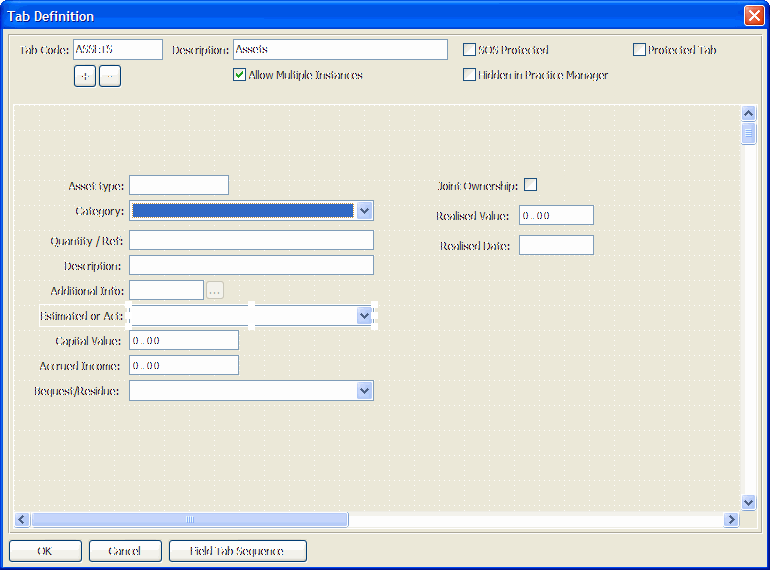 Tab Definition
Tab Code: ASSETS Description: Assets SOS Protected Protected Tab
+ - Allow Multiple Instances Hidden in Practice Manager
Asset type: Joint Ownership:
Category: Realised Value: 0..00
Quantity / Ref: Realised Date:
Description:
Additional Info: ...
Estimated or Act:
Capital Value: 0..00
Accrued Income: 0..00
Bequest/Residue:
OK Cancel Field Tab Sequence